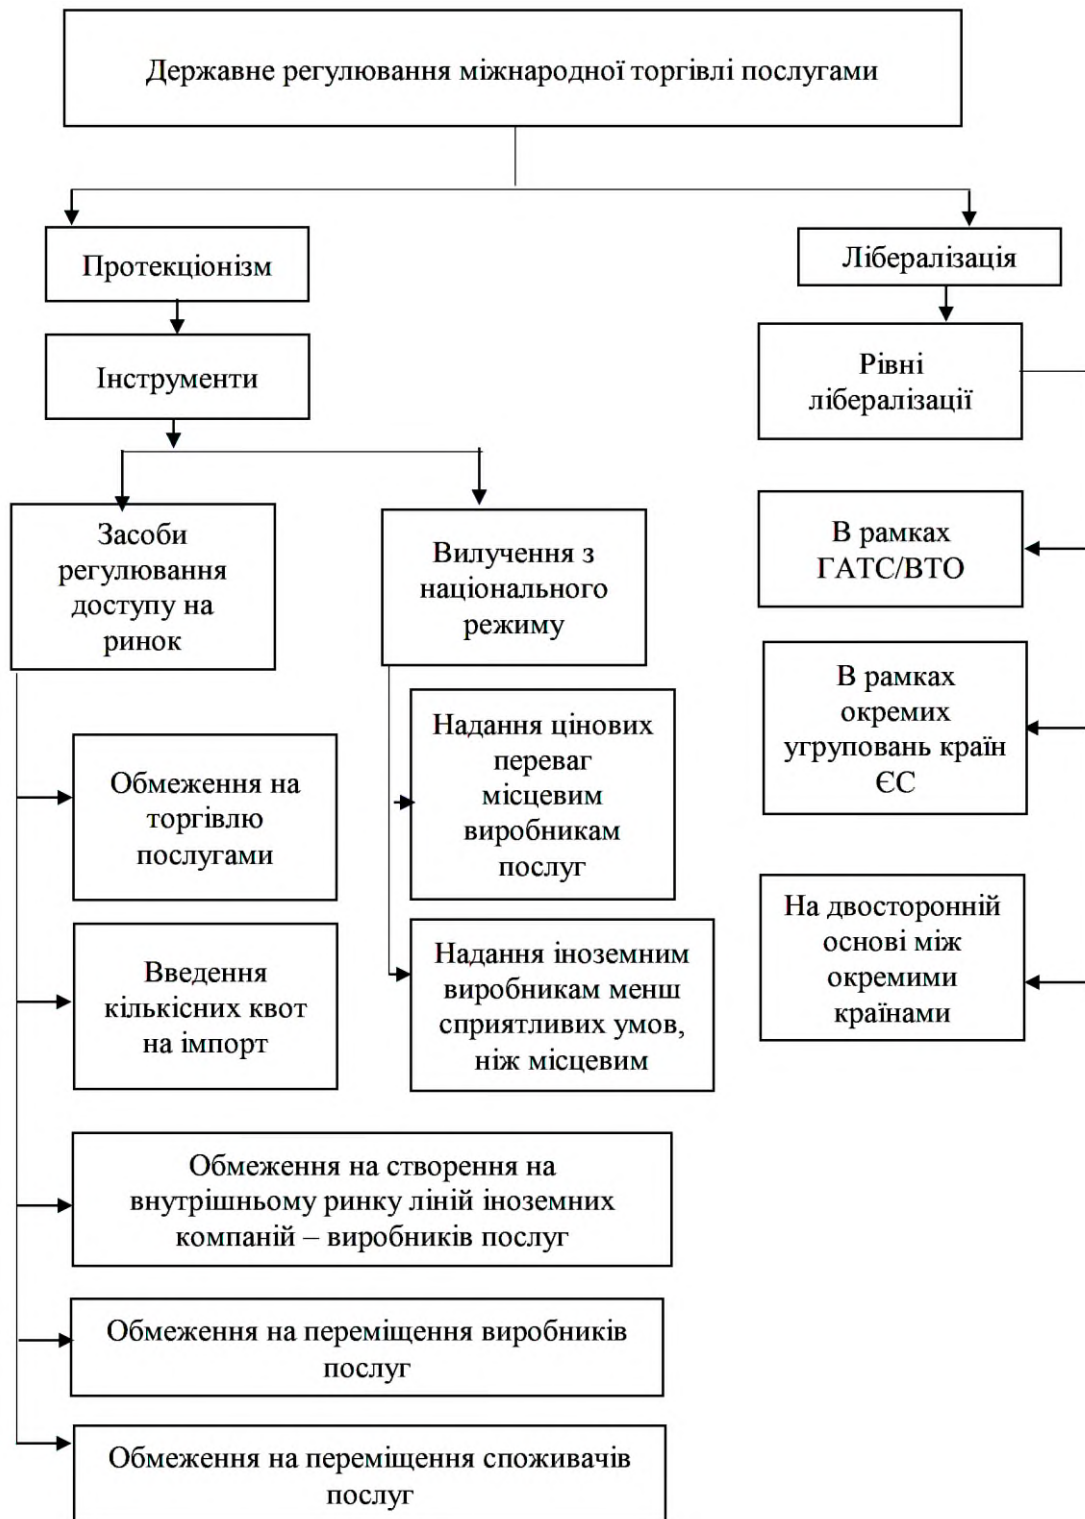 Державне регулювання міжнародної торгівлі послугами
Протекціонізм
Лібералізація
Інструменти
Рівні
лібералізації
Засоби
регулювання
доступу на
ринок
Вилучення з
національного
режиму
В рамках
ГАТС/ВТО
Обмеження на
торгівлю
послугами
Надання цінових
переваг
місцевим
виробникам
послуг
В рамках
окремих
угруповань країн
ЄС
Введення
кількісних квот
на імпорт
Надання іноземним
виробникам менш
сприятливих умов,
ніж місцевим
На двосторонній
основі між
окремими
країнами
Обмеження на створення на
внутрішньому ринку ліній іноземних
компаній – виробників послуг
Обмеження на переміщення виробників
послуг
Обмеження на переміщення споживачів
послуг